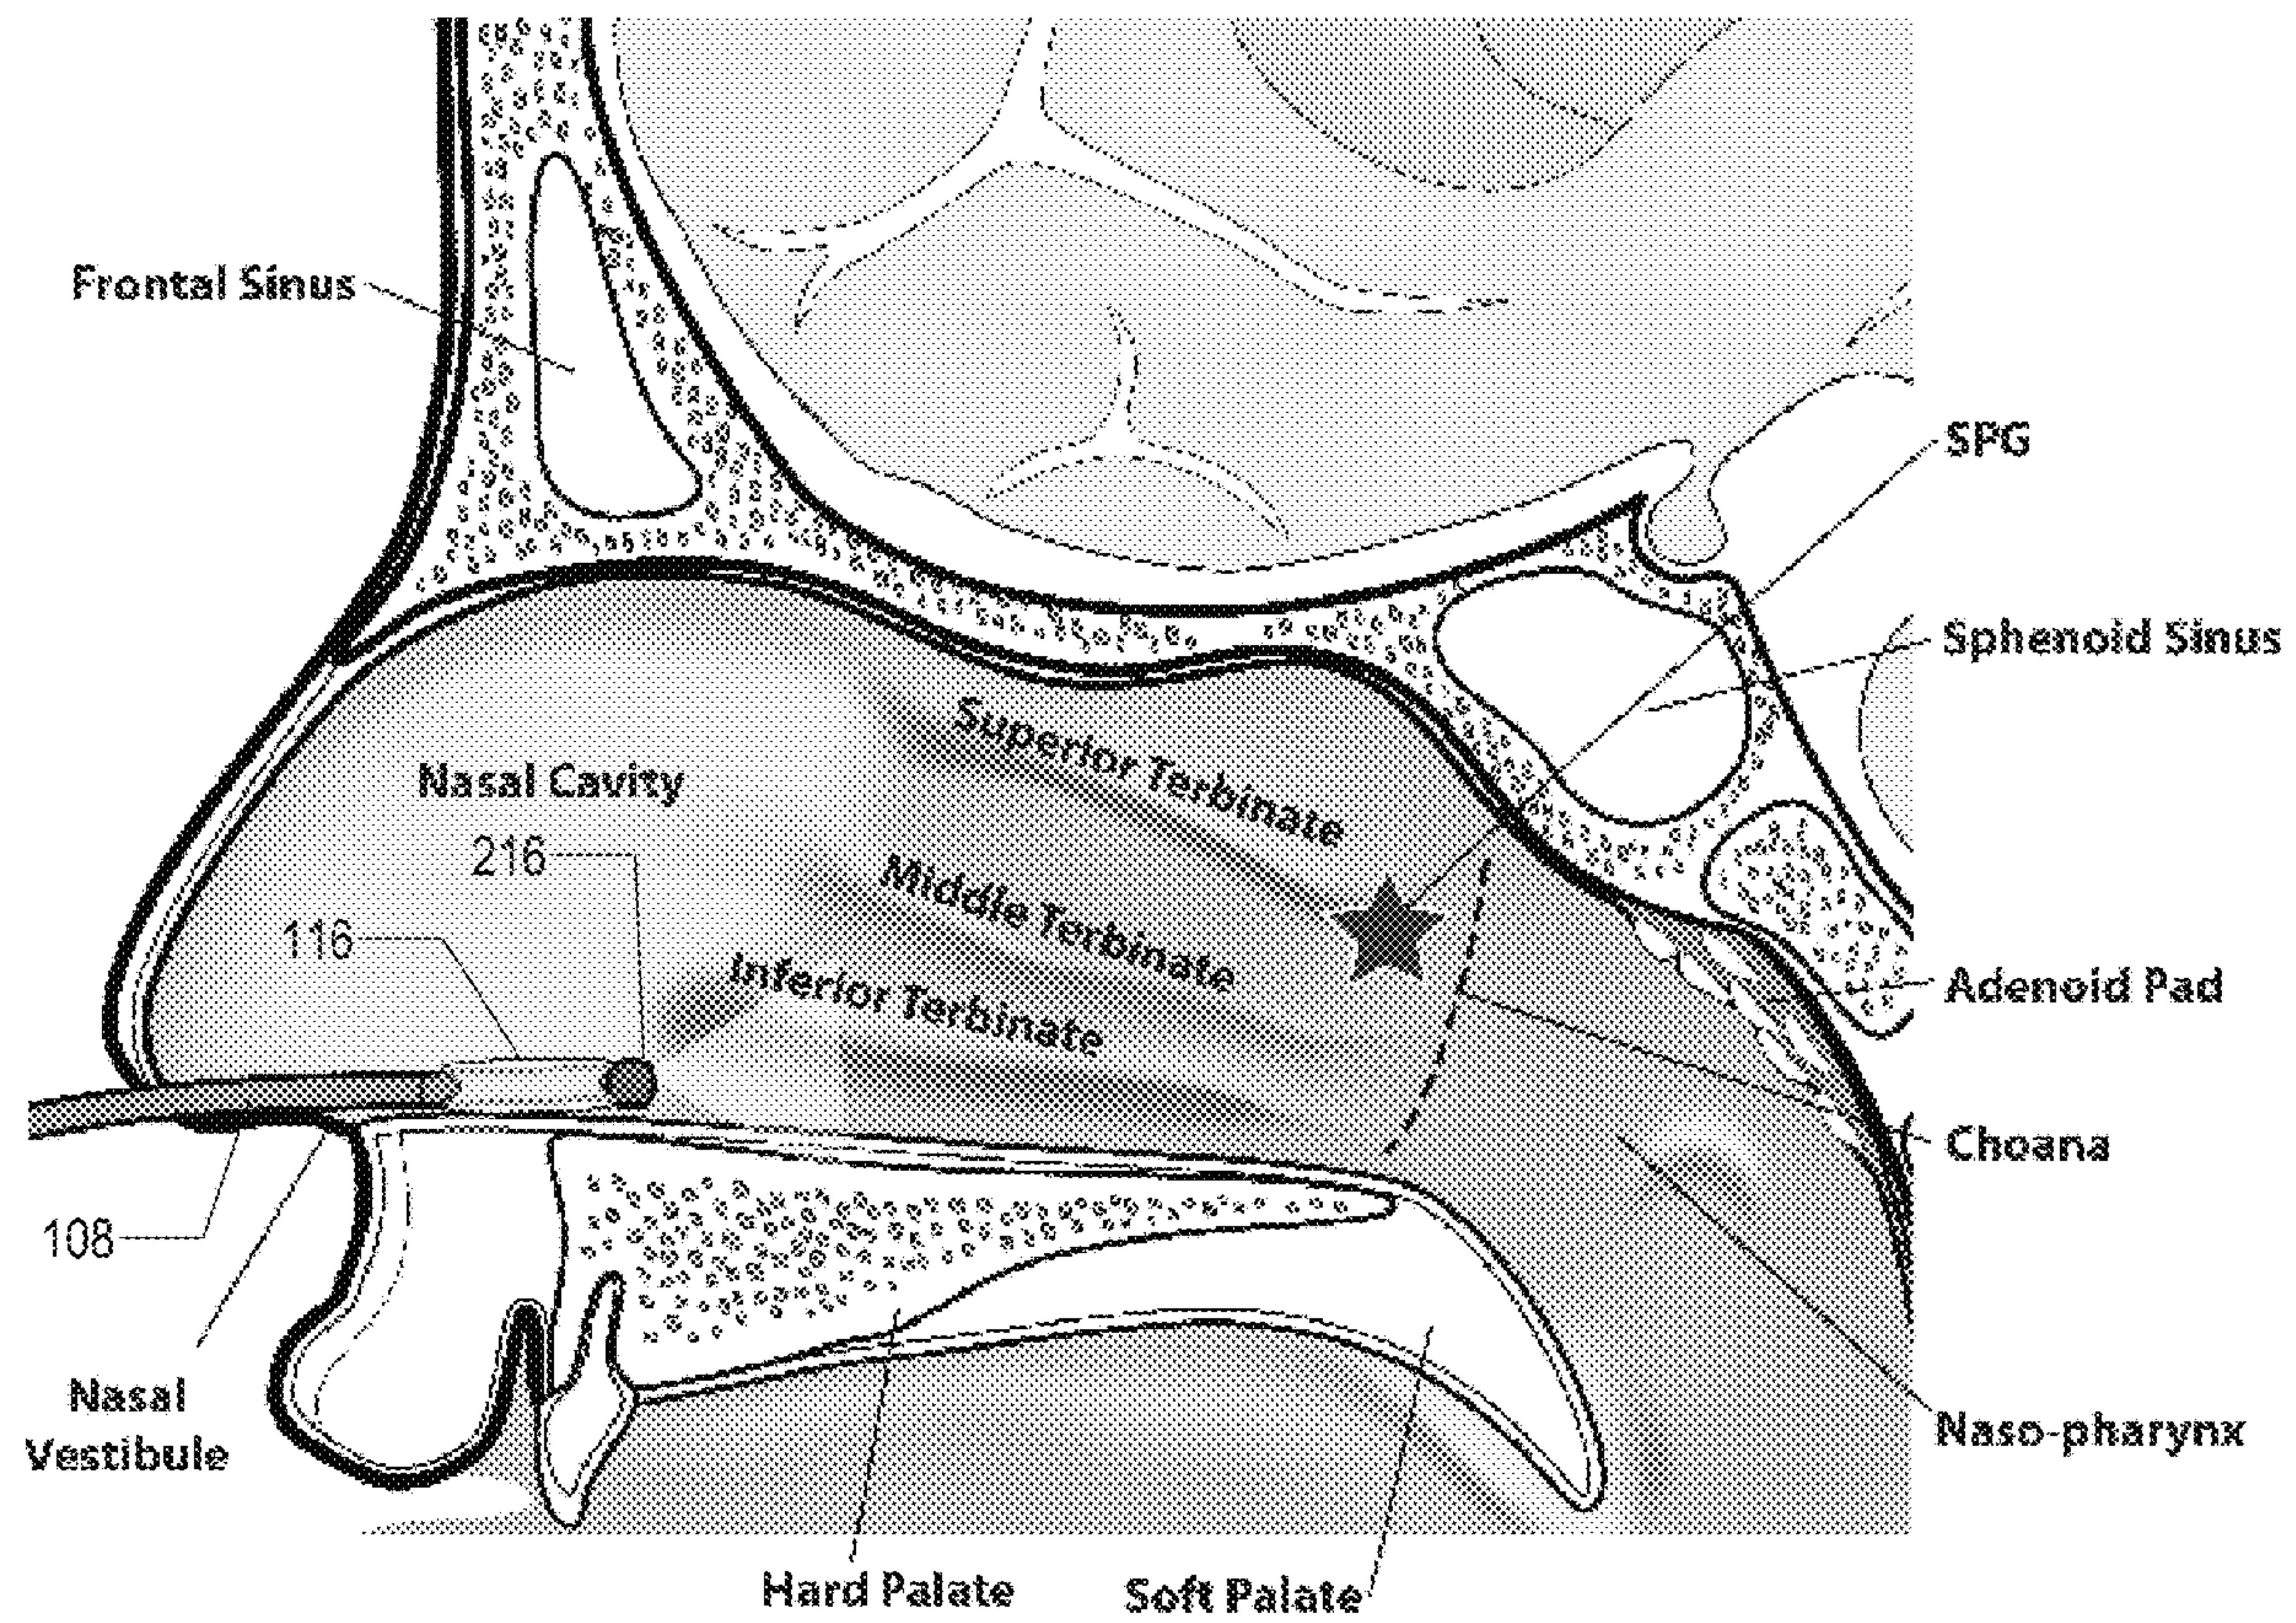 Frontal Sinus
SPG
Sphenoid Sinus
Superior Terbinate
Nasal Cavity
216
Middle Terbinate
116
Inferior Terbinate
Adenoid Pad
Choana
108
Nasal
Vestibule
Naso-pharynx
Hard Palate
Soft Palate